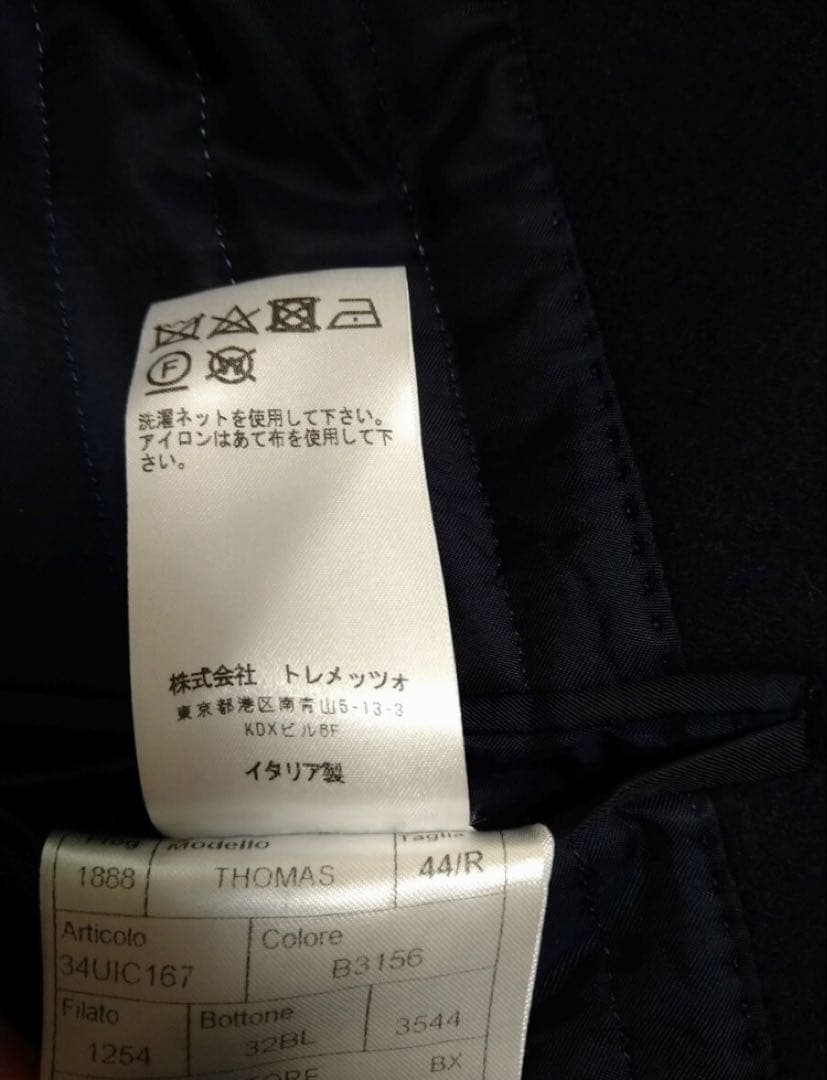 F W
洗濯ネットを使用して下さい。
アイロンはあて布を使用して下
さい。
株式会社 トレメッツォ
東京都港区南青山5-13-3
KDXビル6F
イタリア製
Modello Taglia
1888 THOMAS 44/R
Articolo Colore
34UIC167 B3156
Filato Bottone
1254 32BL 3544
BX